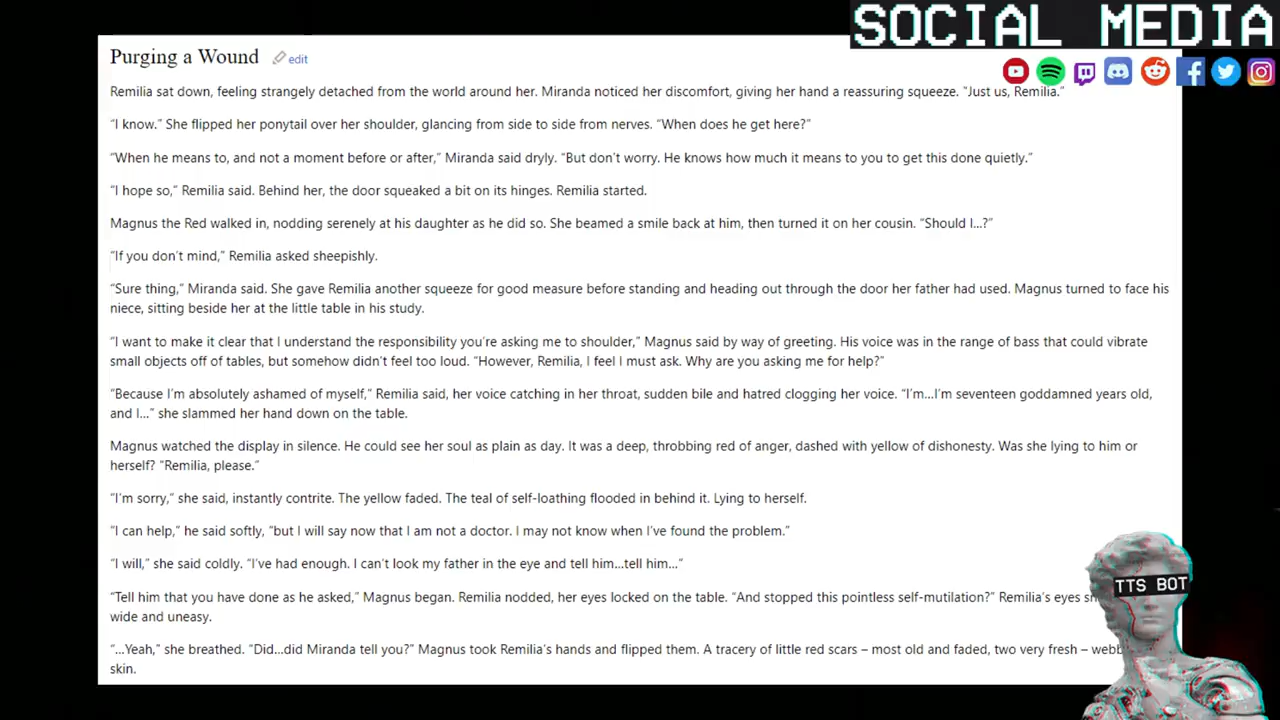 SOCIAL MEDIA
Purging a Wound edit
Remilia sat down, feeling strangely detached from the world around her. Miranda noticed her discomfort, giving her hand a reassuring squeeze. “Just us, Remilia.”
“I know.” She flipped her ponytail over her shoulder, glancing from side to side from nerves. “When does he get here?”
“When he means to, and not a moment before or after,” Miranda said dryly. “But don’t worry. He knows how much it means to you to get this done quietly.”
“I hope so,” Remilia said. Behind her, the door squeaked a bit on its hinges. Remilia started.
Magnus the Red walked in, nodding serenely at his daughter as he did so. She beamed a smile back at him, then turned it on her cousin. “Should I…?”
“If you don’t mind,” Remilia asked sheepishly.
“Sure thing,” Miranda said. She gave Remilia another squeeze for good measure before standing and heading out through the door her father had used. Magnus turned to face his
niece, sitting beside her at the little table in his study.
“I want to make it clear that I understand the responsibility you’re asking me to shoulder,” Magnus said by way of greeting. His voice was in the range of bass that could vibrate
small objects off of tables, but somehow didn’t feel too loud. “However, Remilia, I feel I must ask. Why are you asking me for help?”
“Because I’m absolutely ashamed of myself,” Remilia said, her voice catching in her throat, sudden bile and hatred clogging her voice. “I’m…I’m seventeen goddamned years old,
and I…” she slammed her hand down on the table.
Magnus watched the display in silence. He could see her soul as plain as day. It was a deep, throbbing red of anger, dashed with yellow of dishonesty. Was she lying to him or
herself? “Remilia, please.”
“I’m sorry,” she said, instantly contrite. The yellow faded. The teal of self-loathing flooded in behind it. Lying to herself.
“I can help,” he said softly, “but I will say now that I am not a doctor. I may not know when I’ve found the problem.”
“I will,” she said coldly. “I’ve had enough. I can’t look my father in the eye and tell him…tell him…”
“Tell him that you have done as he asked,” Magnus began. Remilia nodded, her eyes locked on the table. “And stopped this pointless self-mutilation?” Remilia’s eyes
wide and uneasy.
“…Yeah,” she breathed. “Did…did Miranda tell you?” Magnus took Remilia’s hands and flipped them. A tracery of little red scars – most old and faded, two very fresh –
skin.
TTS BOT